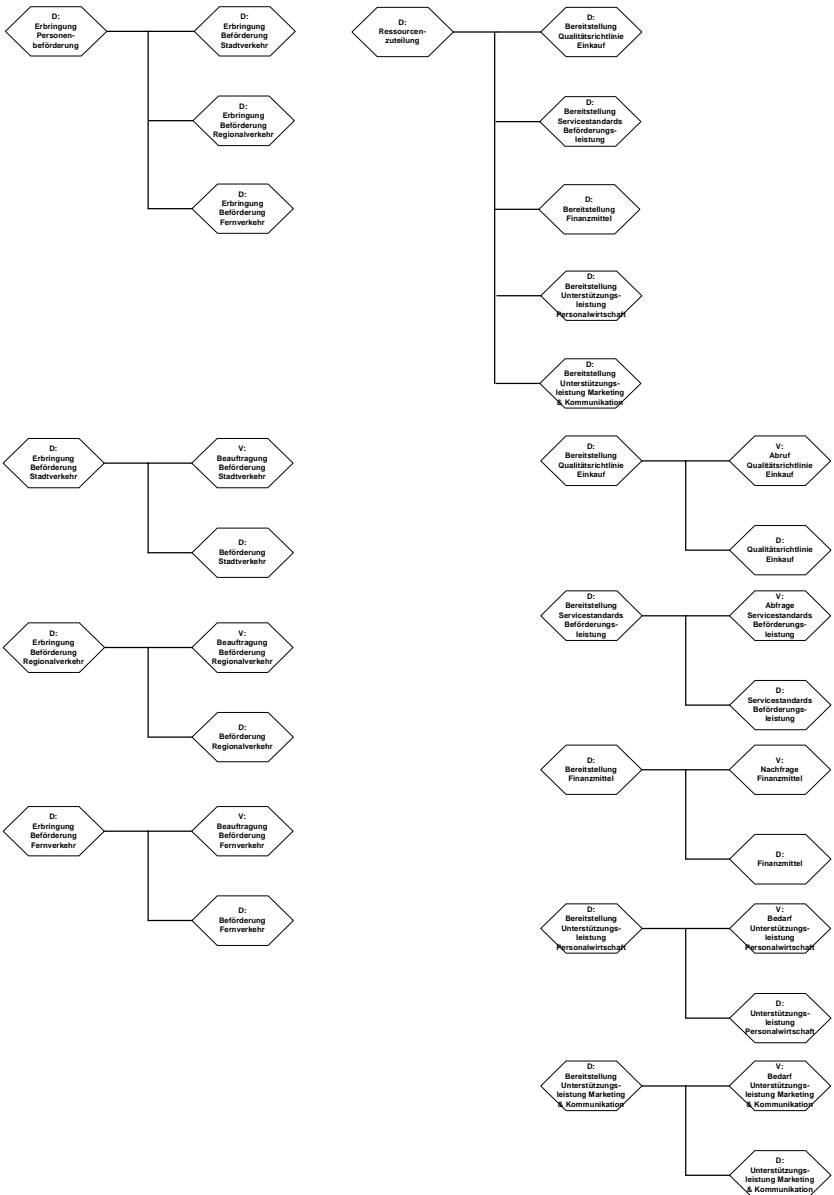 D:
Erbringung
Personen-
beförderung
D:
Erbringung
Beförderung
Stadtverkehr
D:
Erbringung
Beförderung
Regionalverkehr
D:
Erbringung
Beförderung
Fernverkehr
D:
Ressourcen-
zuteilung
D:
Bereitstellung
Qualitätsrichtlinie
Einkauf
D:
Bereitstellung
Servicestandards
Beförderungs-
leistung
D:
Bereitstellung
Finanzmittel
D:
Bereitstellung
Unterstützungs-
leistung
Personalwirtschaft
D:
Bereitstellung
Unterstützungs-
leistung Marketing
& Kommunikation
D:
Erbringung
Beförderung
Stadtverkehr
V:
Beauftragung
Beförderung
Stadtverkehr
D:
Beförderung
Stadtverkehr
D:
Erbringung
Beförderung
Regionalverkehr
V:
Beauftragung
Beförderung
Regionalverkehr
D:
Beförderung
Regionalverkehr
D:
Erbringung
Beförderung
Fernverkehr
V:
Beauftragung
Beförderung
Fernverkehr
D:
Beförderung
Fernverkehr
D:
Bereitstellung
Qualitätsrichtlinie
Einkauf
V:
Abruf
Qualitätsrichtlinie
Einkauf
D:
Qualitätsrichtlinie
Einkauf
D:
Bereitstellung
Servicestandards
Beförderungs-
leistung
V:
Abfrage
Servicestandards
Beförderungs-
leistung
D:
Servicestandards
Beförderungs-
leistung
D:
Bereitstellung
Finanzmittel
V:
Nachfrage
Finanzmittel
D:
Finanzmittel
D:
Bereitstellung
Unterstützungs-
leistung
Personalwirtschaft
V:
Bedarf
Unterstützungs-
leistung
Personalwirtschaft
D:
Unterstützungs-
leistung
Personalwirtschaft
D:
Bereitstellung
Unterstützungs-
leistung Marketing
& Kommunikation
V:
Bedarf
Unterstützungs-
leistung Marketing
& Kommunikation
D:
Unterstützungs-
leistung Marketing
& Kommunikation